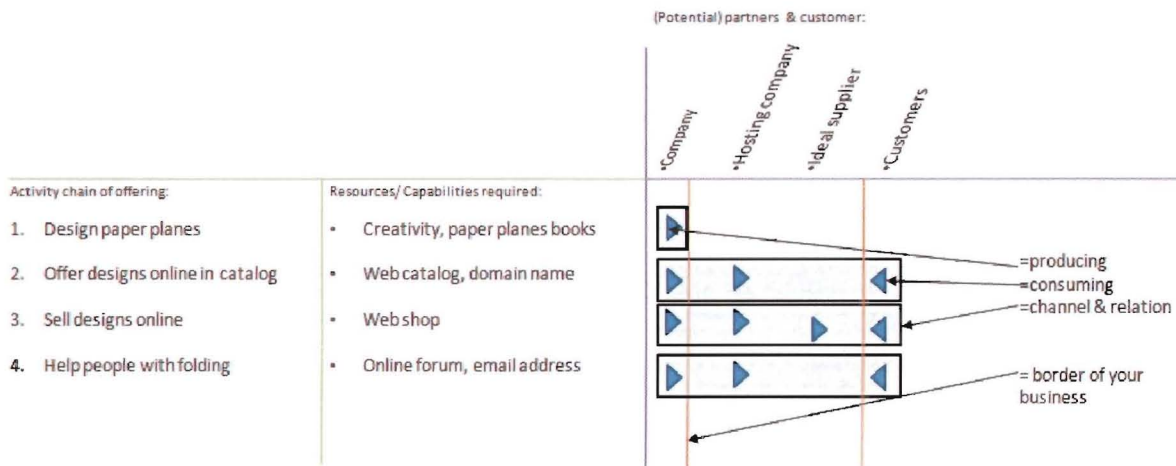 (Potential) partners & customer:
•Company
•Hosting company
•Ideal supplier
•Customers
Activity chain of offering:
Resources/ Capabilities required:
1. Design paper planes
• Creativity, paper planes books
2. Offer designs online in catalog
• Web catalog, domain name
3. Sell designs online
• Web shop
4. Help people with folding
• Online forum, email address
=producing
=consuming
=channel & relation
= border of your
business